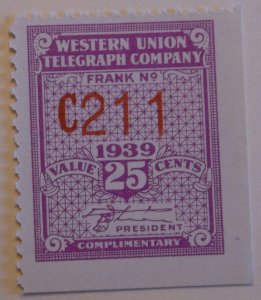 WESTERN UNION
TELEGRAPH COMPANY
FRANK Nº
C211
1939
VALUE 25 CENTS
PRESIDENT
COMPLIMENTARY